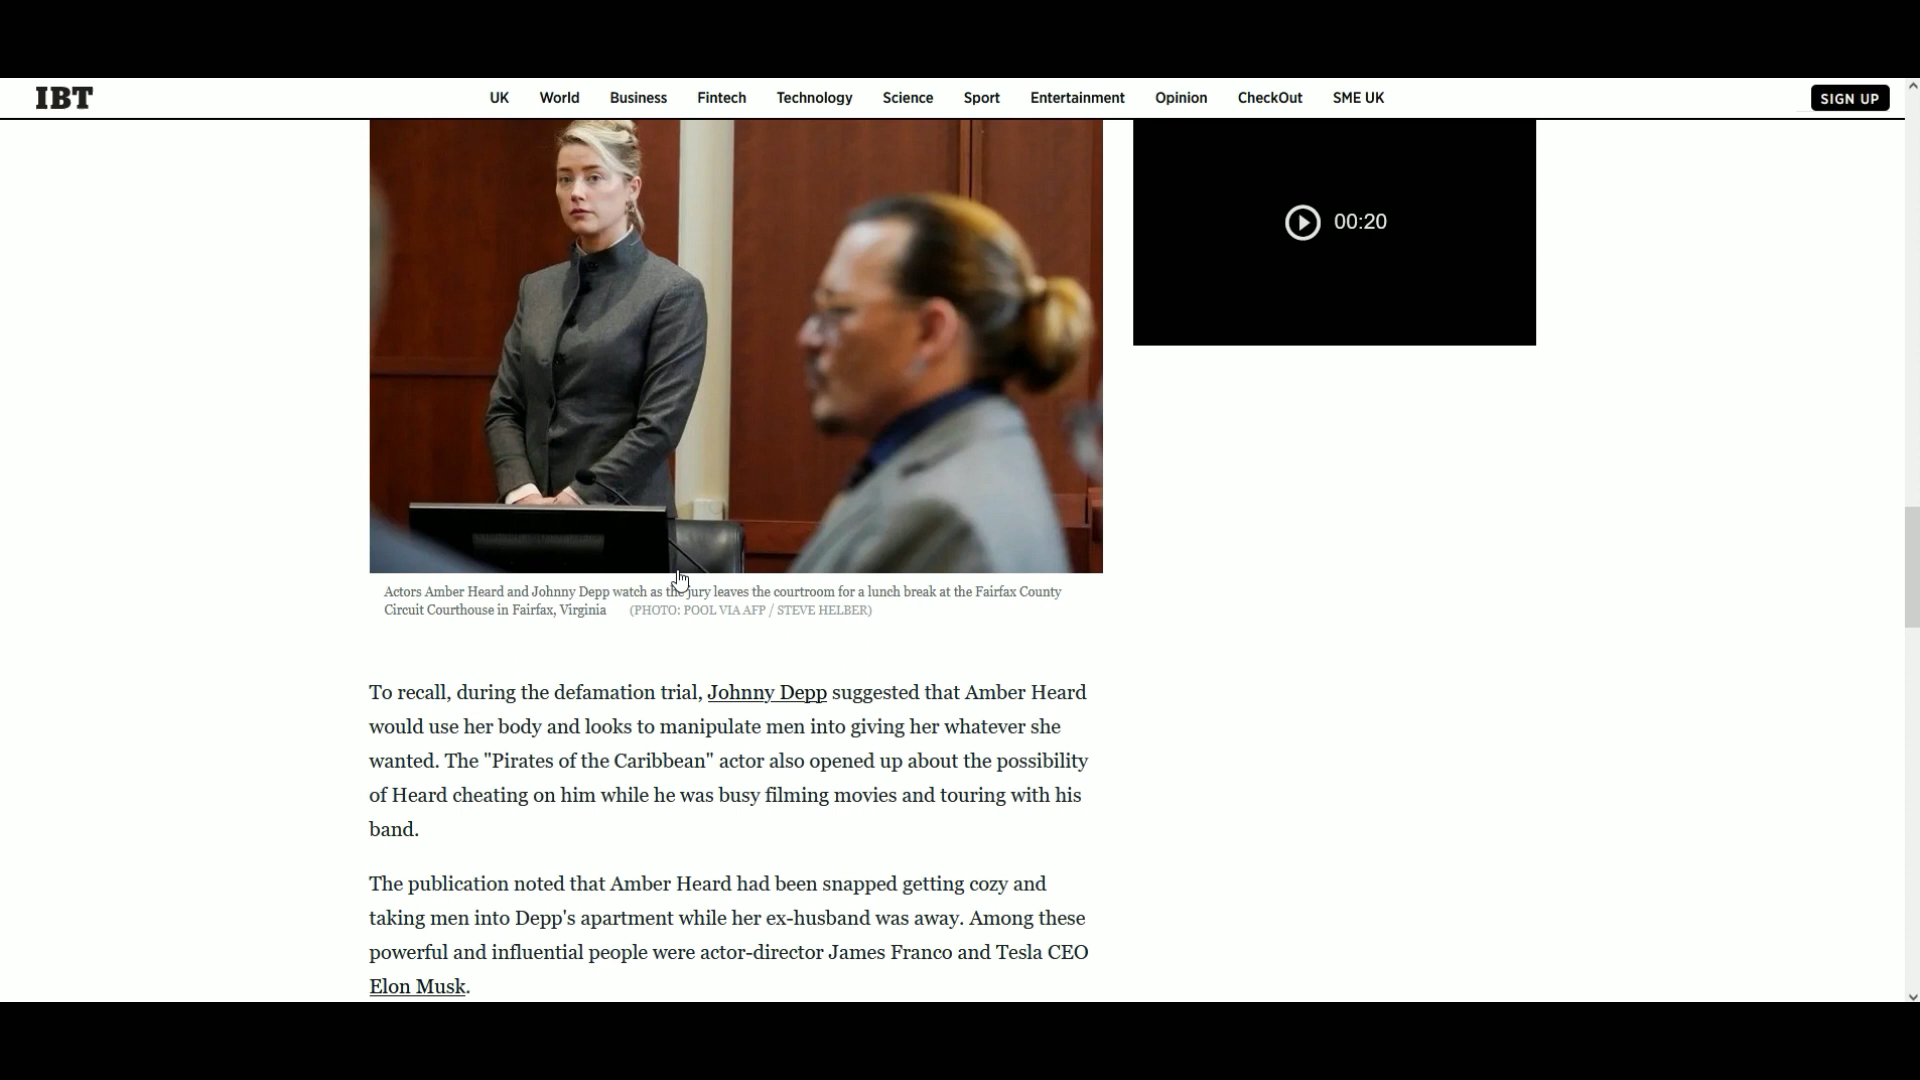 IBT
UK World Business Fintech Technology Science Sport Entertainment Opinion CheckOut SME UK
SIGN UP
00:20
Actors Amber Heard and Johnny Depp watch as the jury leaves the courtroom for a lunch break at the Fairfax County
Circuit Courthouse in Fairfax, Virginia (PHOTO: POOL VIA AFP / STEVE HELBER)
To recall, during the defamation trial, Johnny Depp suggested that Amber Heard
would use her body and looks to manipulate men into giving her whatever she
wanted. The "Pirates of the Caribbean" actor also opened up about the possibility
of Heard cheating on him while he was busy filming movies and touring with his
band.
The publication noted that Amber Heard had been snapped getting cozy and
taking men into Depp's apartment while her ex-husband was away. Among these
powerful and influential people were actor-director James Franco and Tesla CEO
Elon Musk.